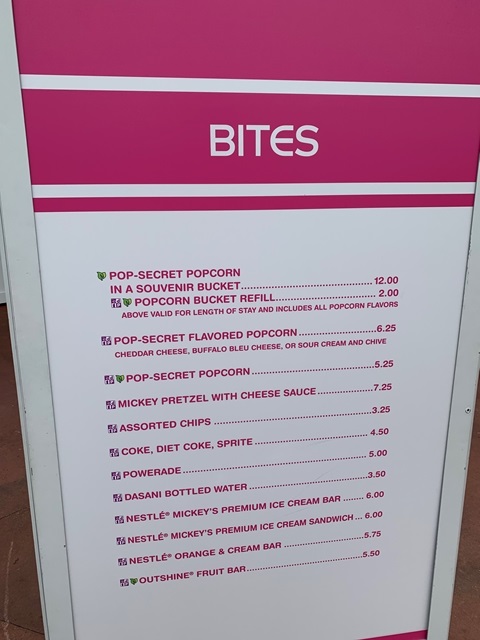 BITES
POP-SECRET POPCORN
IN A SOUVENIR BUCKET........................................ 12.00
POPCORN BUCKET REFILL............................. 2.00
ABOVE VALID FOR LENGTH OF STAY AND INCLUDES ALL POPCORN FLAVORS
POP-SECRET FLAVORED POPCORN.......................6.25
CHEDDAR CHEESE, BUFFALO BLEU CHEESE, OR SOUR CREAM AND CHIVE
POP-SECRET POPCORN.....................................5.25
MICKEY PRETZEL WITH CHEESE SAUCE.................7.25
ASSORTED CHIPS ...............................................3.25
COKE, DIET COKE, SPRITE .................................. 4.50
POWERADE....................................................... 5.00
DASANI BOTTLED WATER ...................................3.50
NESTLÉ® MICKEY'S PREMIUM ICE CREAM BAR ....... 6.00
NESTLÉ® MICKEY'S PREMIUM ICE CREAM SANDWICH ... 6.00
NESTLÉ® ORANGE & CREAM BAR ........................5.75
OUTSHINE® FRUIT BAR.....................................5.50